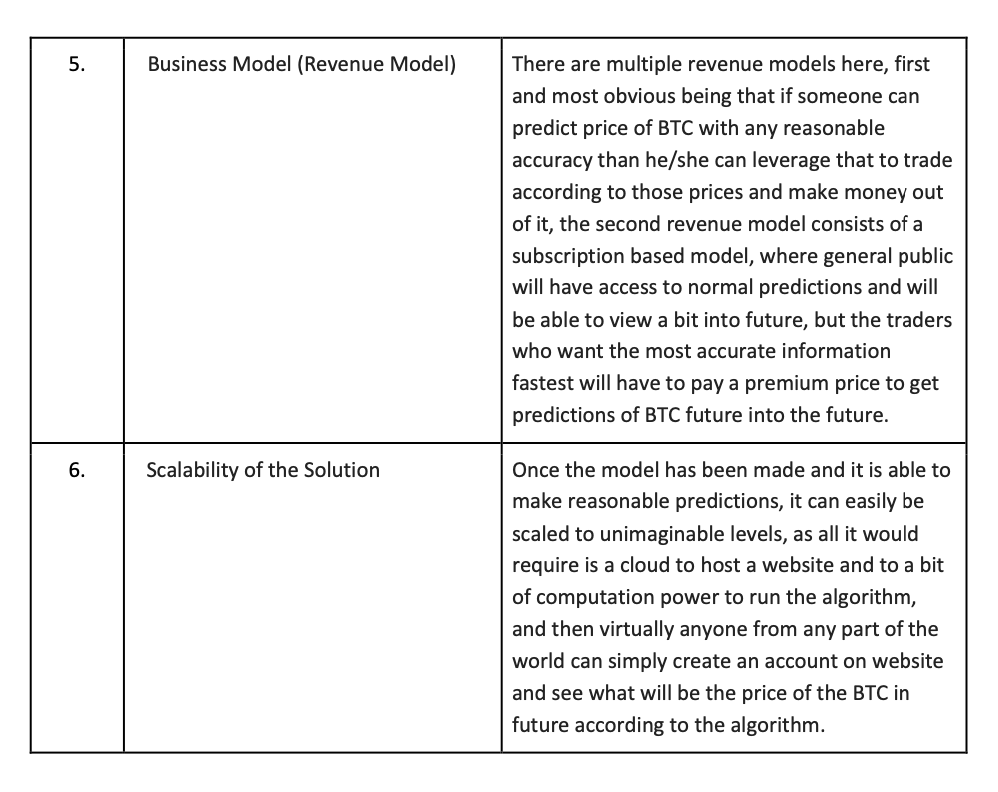 5.
Business Model (Revenue Model)
There are multiple revenue models here, first
and most obvious being that if someone can
predict price of BTC with any reasonable
accuracy than he/she can leverage that to trade
according to those prices and make money out
of it, the second revenue model consists of a
subscription based model, where general public
will have access to normal predictions and will
be able to view a bit into future, but the traders
who want the most accurate information
fastest will have to pay a premium price to get
predictions of BTC future into the future.
6.
Scalability of the Solution
Once the model has been made and it is able to
make reasonable predictions, it can easily be
scaled to unimaginable levels, as all it would
require is a cloud to host a website and to a bit
of computation power to run the algorithm,
and then virtually anyone from any part of the
world can simply create an account on website
and see what will be the price of the BTC in
future according to the algorithm.